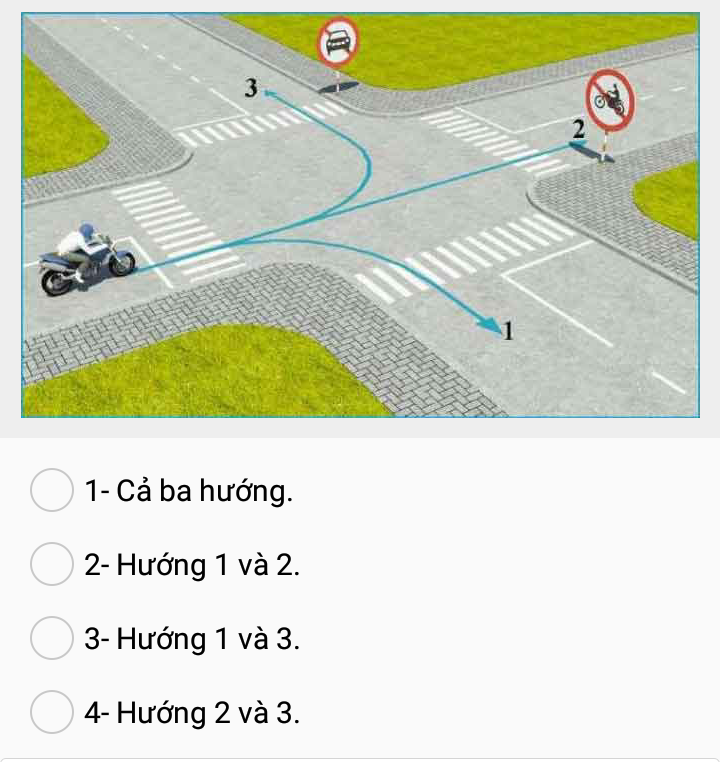 3
2
1
1- Cả ba hướng.
2- Hướng 1 và 2.
3- Hướng 1 và 3.
4- Hướng 2 và 3.